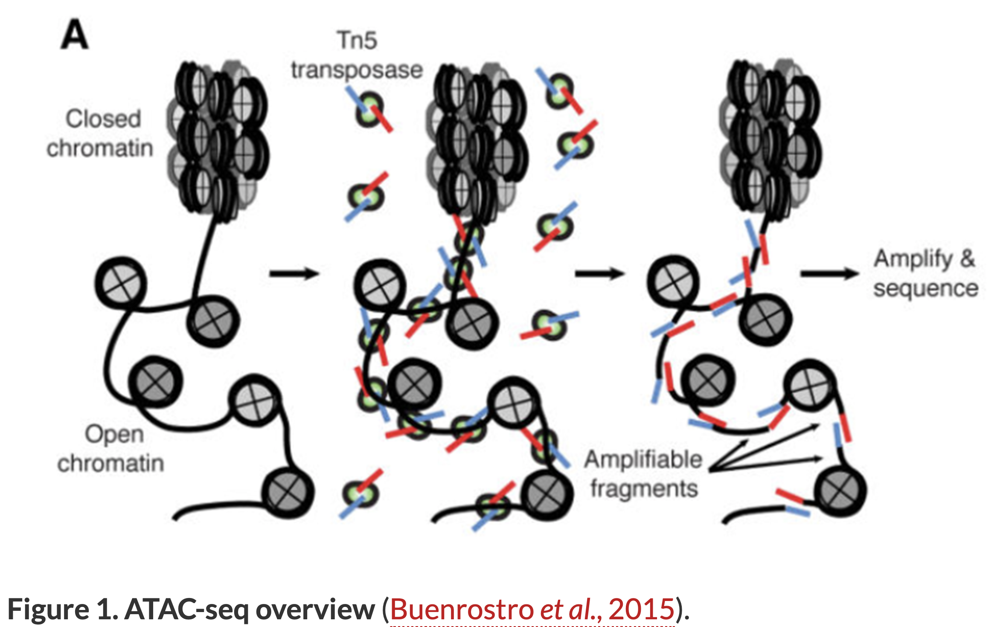 A
Tn5
transposase
Closed
chromatin
Open
chromatin
Amplify &
sequence
Amplifiable
fragments
Figure 1. ATAC-seq overview (Buenrostro et al., 2015).